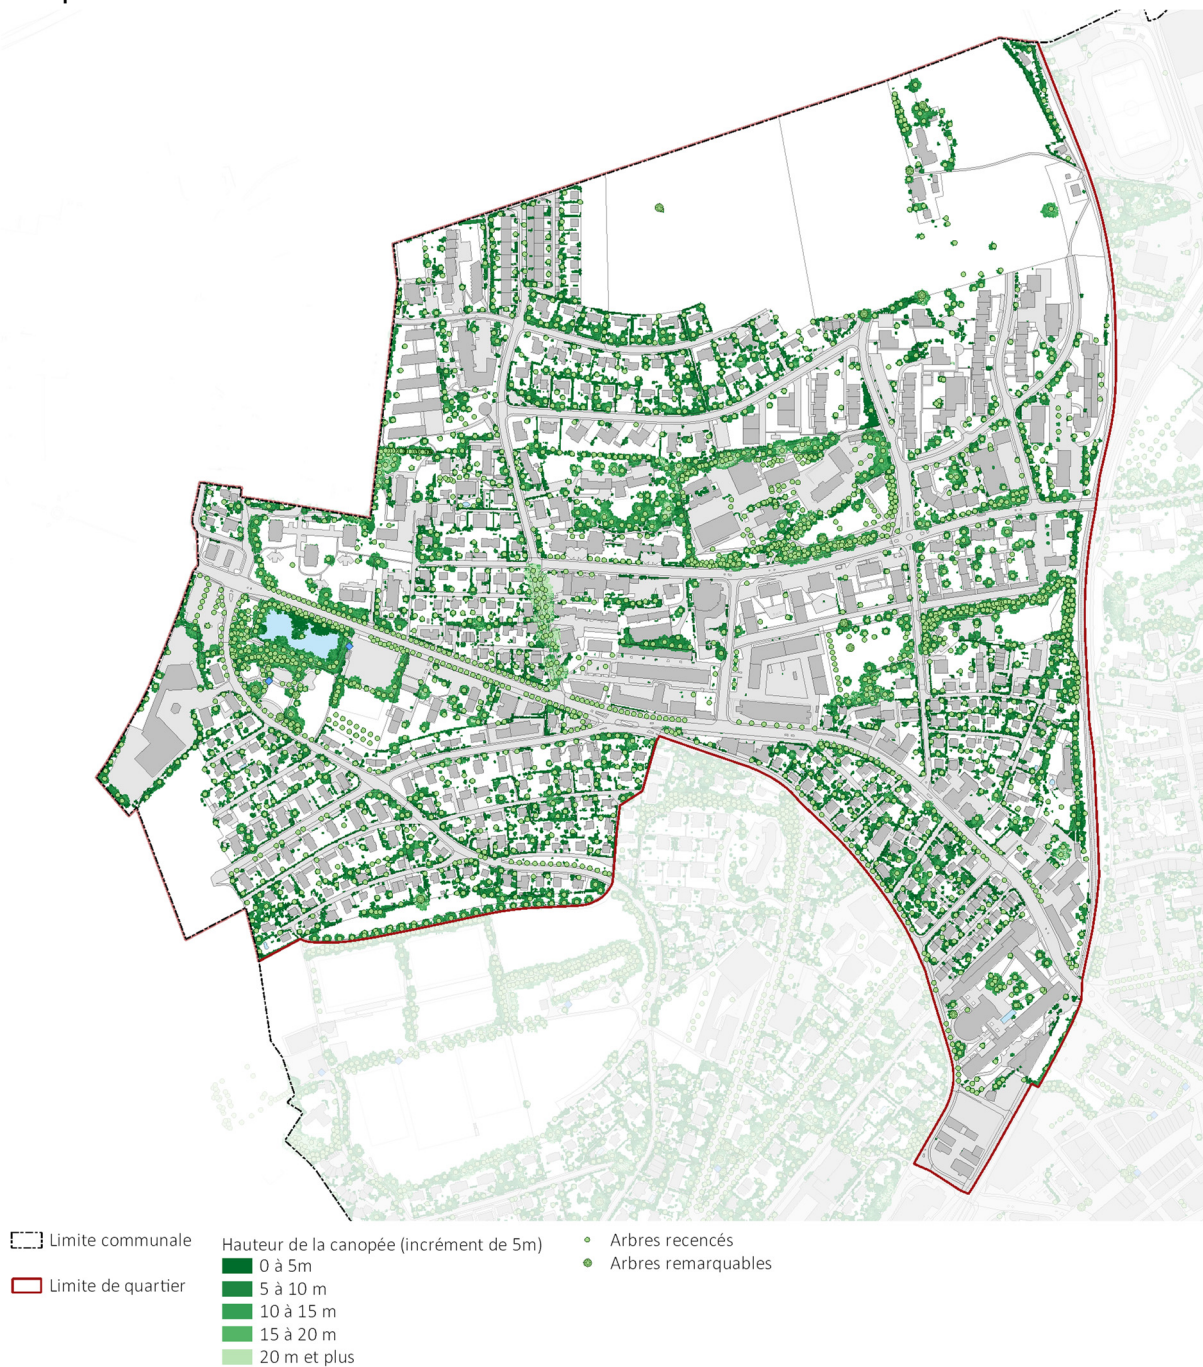 Limite communale
Limite de quartier
Hauteur de la canopée (incrément de 5m)
0 à 5m
5 à 10 m
10 à 15 m
15 à 20 m
20 m et plus
Arbres recencés
Arbres remarquables